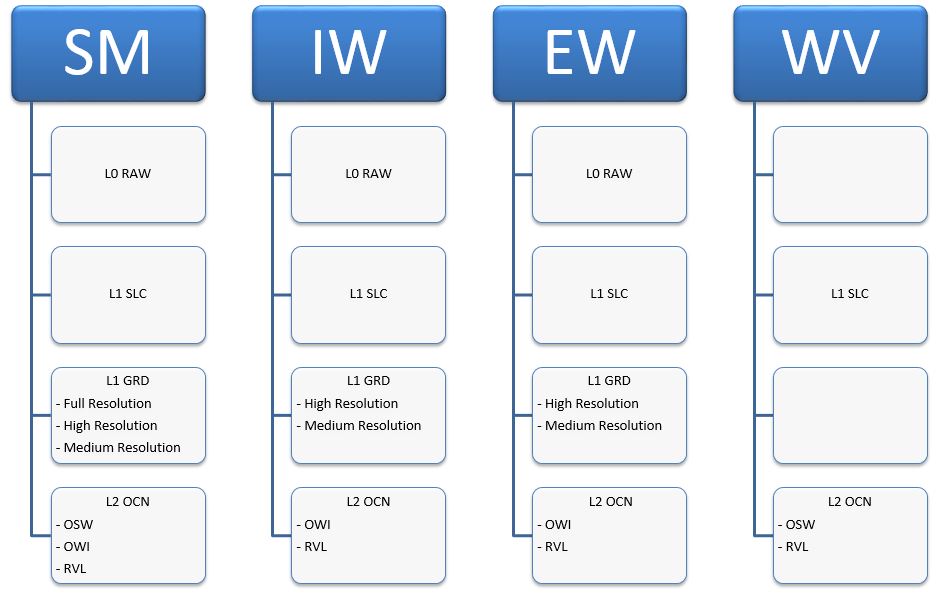 SM
L0 RAW
L1 SLC
L1 GRD
- Full Resolution
- High Resolution
- Medium Resolution
L2 OCN
- OSW
- OWI
- RVL
IW
L0 RAW
L1 SLC
L1 GRD
- High Resolution
- Medium Resolution
L2 OCN
- OWI
- RVL
EW
L0 RAW
L1 SLC
L1 GRD
- High Resolution
- Medium Resolution
L2 OCN
- OWI
- RVL
WV
L1 SLC
L2 OCN
- OSW
- RVL